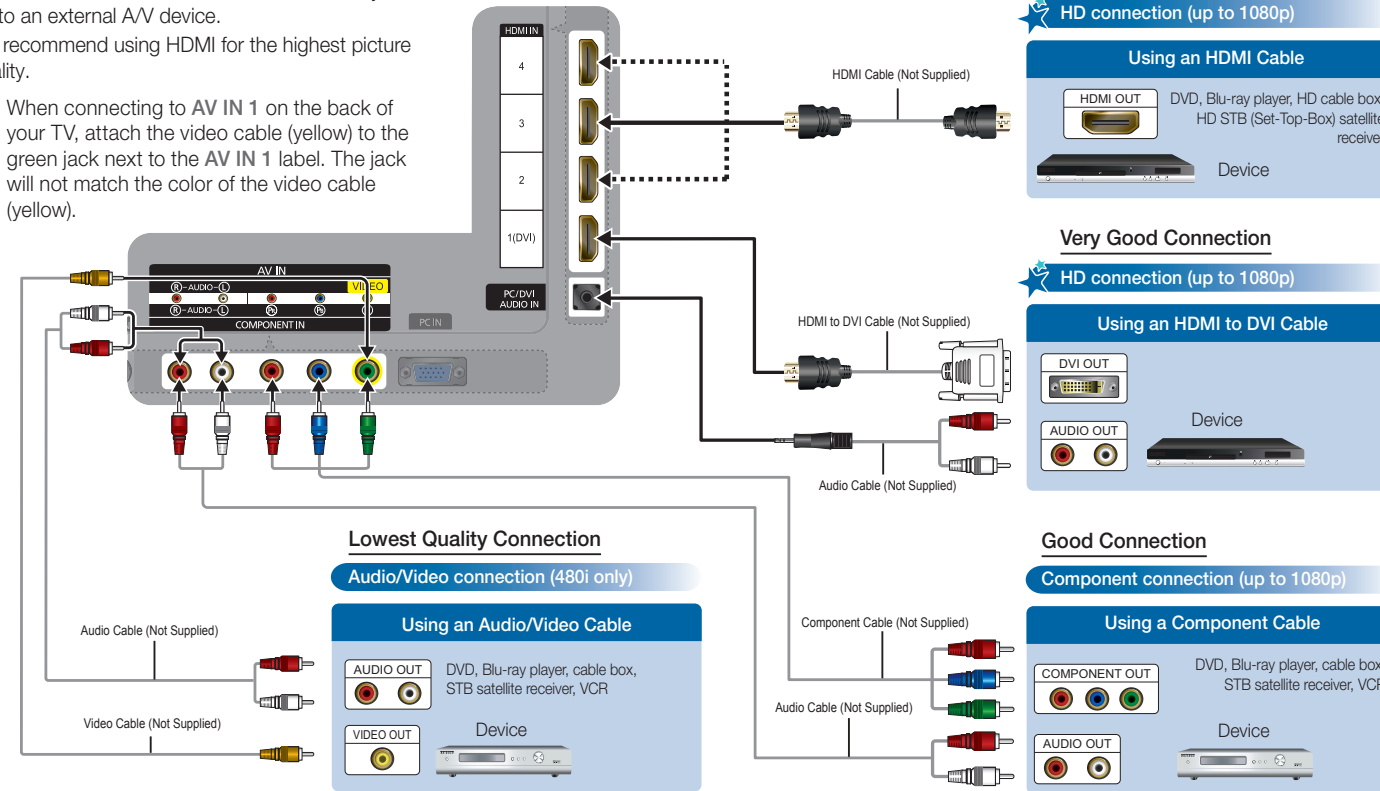 to an external A/V device.
recommend using HDMI for the highest picture
lity.
When connecting to AV IN 1 on the back of
your TV, attach the video cable (yellow) to the
green jack next to the AV IN 1 label. The jack
will not match the color of the video cable
(yellow).
HDMI IN
4
3
2
1(DVI)
PC/DVI
AUDIO IN
AV IN
R-AUDIO-L
VIDEO
R-AUDIO-L
PR
PB
COMPONENT IN
PC IN
HDMI Cable (Not Supplied)
HD connection (up to 1080p)
Using an HDMI Cable
HDMI OUT
DVD, Blu-ray player, HD cable box
HD STB (Set-Top-Box) satellite
receive
Device
Very Good Connection
HD connection (up to 1080p)
HDMI to DVI Cable (Not Supplied)
Using an HDMI to DVI Cable
DVI OUT
AUDIO OUT
Device
Audio Cable (Not Supplied)
Lowest Quality Connection
Audio/Video connection (480i only)
Using an Audio/Video Cable
Audio Cable (Not Supplied)
AUDIO OUT
DVD, Blu-ray player, cable box,
STB satellite receiver, VCR
Video Cable (Not Supplied)
VIDEO OUT
Device
Good Connection
Component connection (up to 1080p)
Component Cable (Not Supplied)
Using a Component Cable
COMPONENT OUT
DVD, Blu-ray player, cable box
STB satellite receiver, VCR
Audio Cable (Not Supplied)
AUDIO OUT
Device